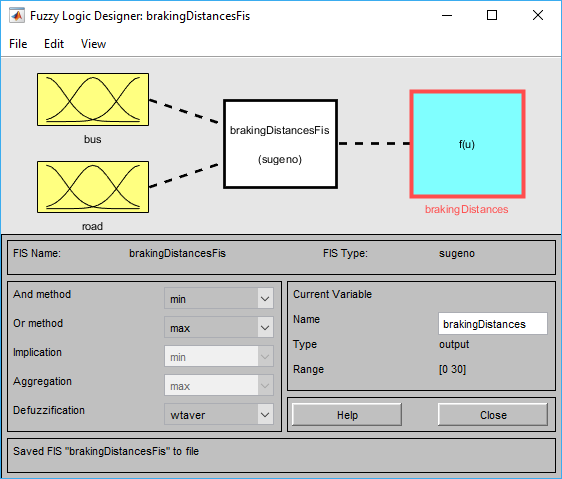 Fuzzy Logic Designer: brakingDistancesFis
File Edit View
bus
road
brakingDistancesFis
(sugeno)
f(u)
brakingDistances
FIS Name: brakingDistancesFis FIS Type: sugeno
And method min
Or method max
Implication min
Aggregation max
Defuzzification wtaver
Current Variable
Name brakingDistances
Type output
Range [0 30]
Help Close
Saved FIS "brakingDistancesFis" to file